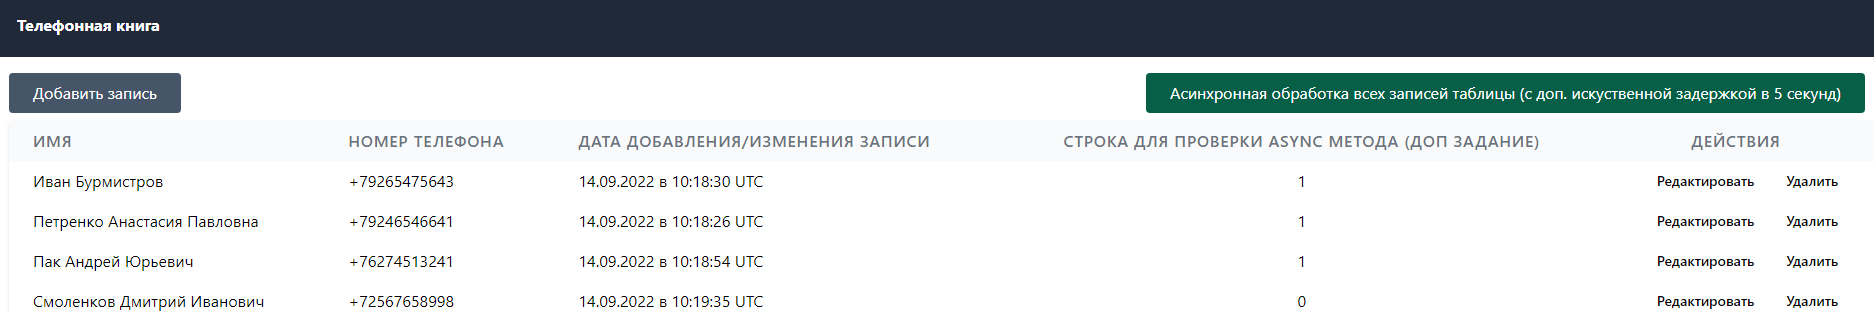 Телефонная книга
Добавить запись Асинхронная обработка всех записей таблицы (с доп. искуственной задержкой в 5 секунд)
ИМЯ НОМЕР ТЕЛЕФОНА ДАТА ДОБАВЛЕНИЯ/ИЗМЕНЕНИЯ ЗАПИСИ СТРОКА ДЛЯ ПРОВЕРКИ ASYNC МЕТОДА (ДОП ЗАДАНИЕ) ДЕЙСТВИЯ
Иван Бурмистров +79265475643 14.09.2022 в 10:18:30 UTC 1 Редактировать Удалить
Петренко Анастасия Павловна +79246546641 14.09.2022 в 10:18:26 UTC 1 Редактировать Удалить
Пак Андрей Юрьевич +76274513241 14.09.2022 в 10:18:54 UTC 1 Редактировать Удалить
Смоленков Дмитрий Иванович +72567658998 14.09.2022 в 10:19:35 UTC 0 Редактировать Удалить